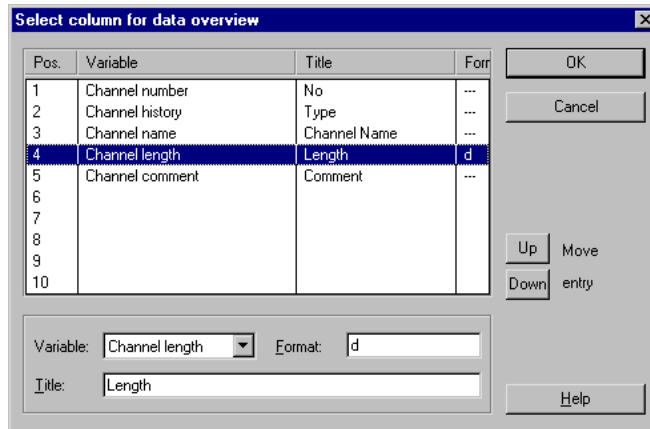 Select column for data overview
Pos. Variable Title Forr
1 Channel number No ---
2 Channel history Type ---
3 Channel name Channel Name ---
4 Channel length Length d
5 Channel comment Comment ---
6
7
8
9
10
OK
Cancel
Up Move
Down entry
Variable: Channel length Format: d
Title: Length
Help